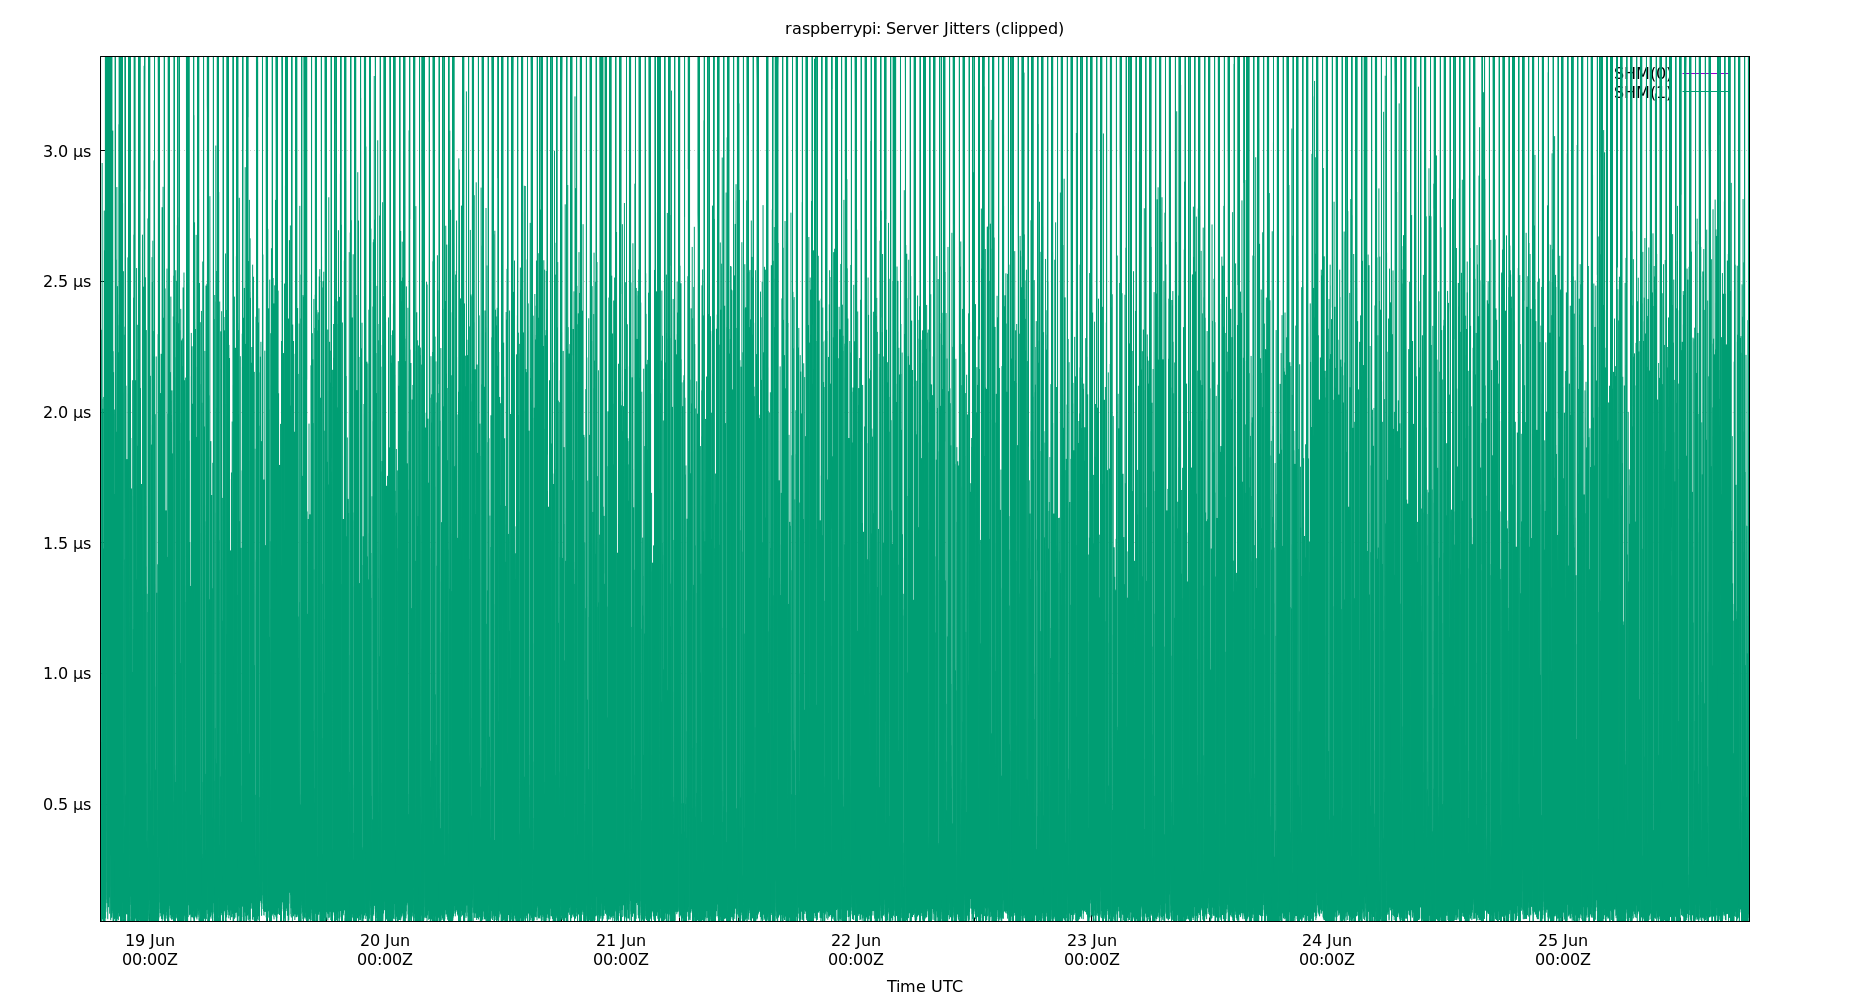 raspberrypi: Server Jitters (clipped)
SHM(0)
SHM(1)
3.0 µs
2.5 µs
2.0 µs
1.5 µs
1.0 µs
0.5 µs
19 Jun 20 Jun 21 Jun 22 Jun 23 Jun 24 Jun 25 Jun
00:00Z 00:00Z 00:00Z 00:00Z 00:00Z 00:00Z 00:00Z
Time UTC